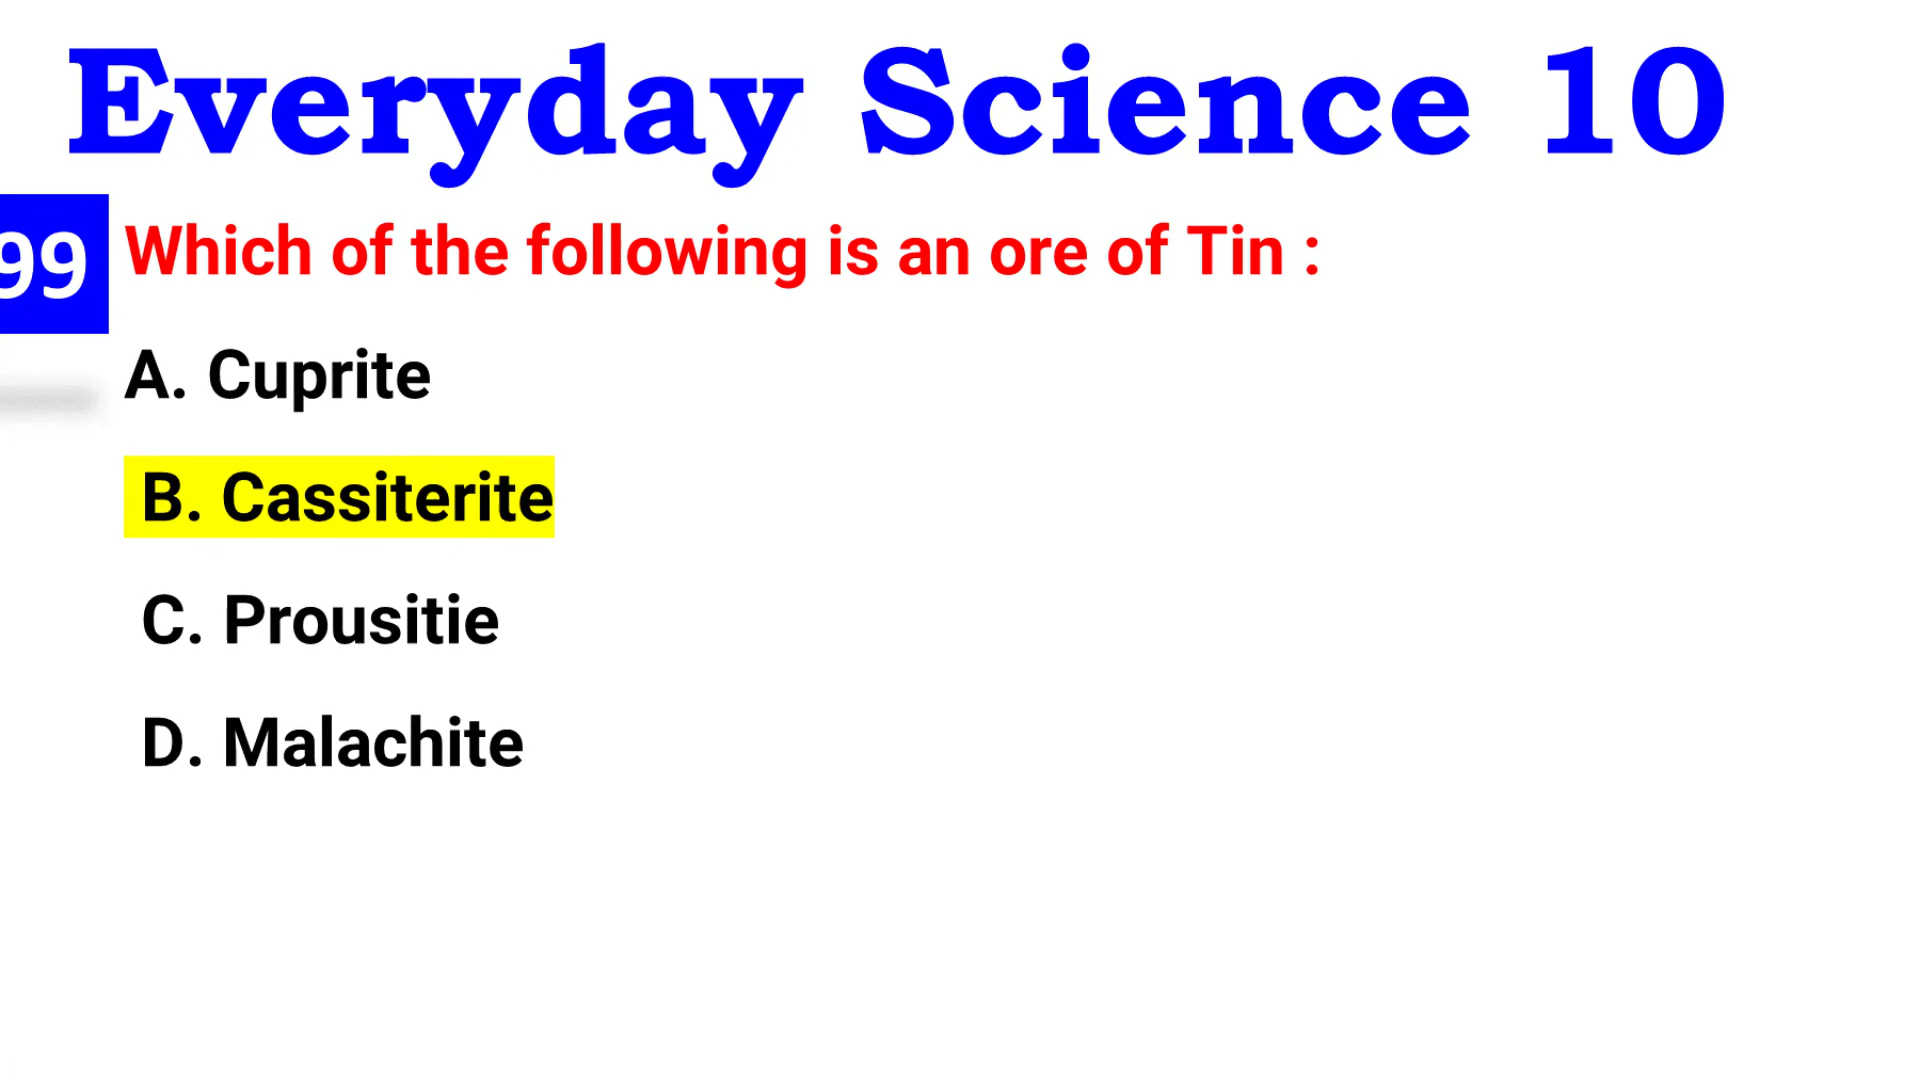 Everyday Science 10
99 Which of the following is an ore of Tin :
A. Cuprite
B. Cassiterite
C. Prousitie
D. Malachite